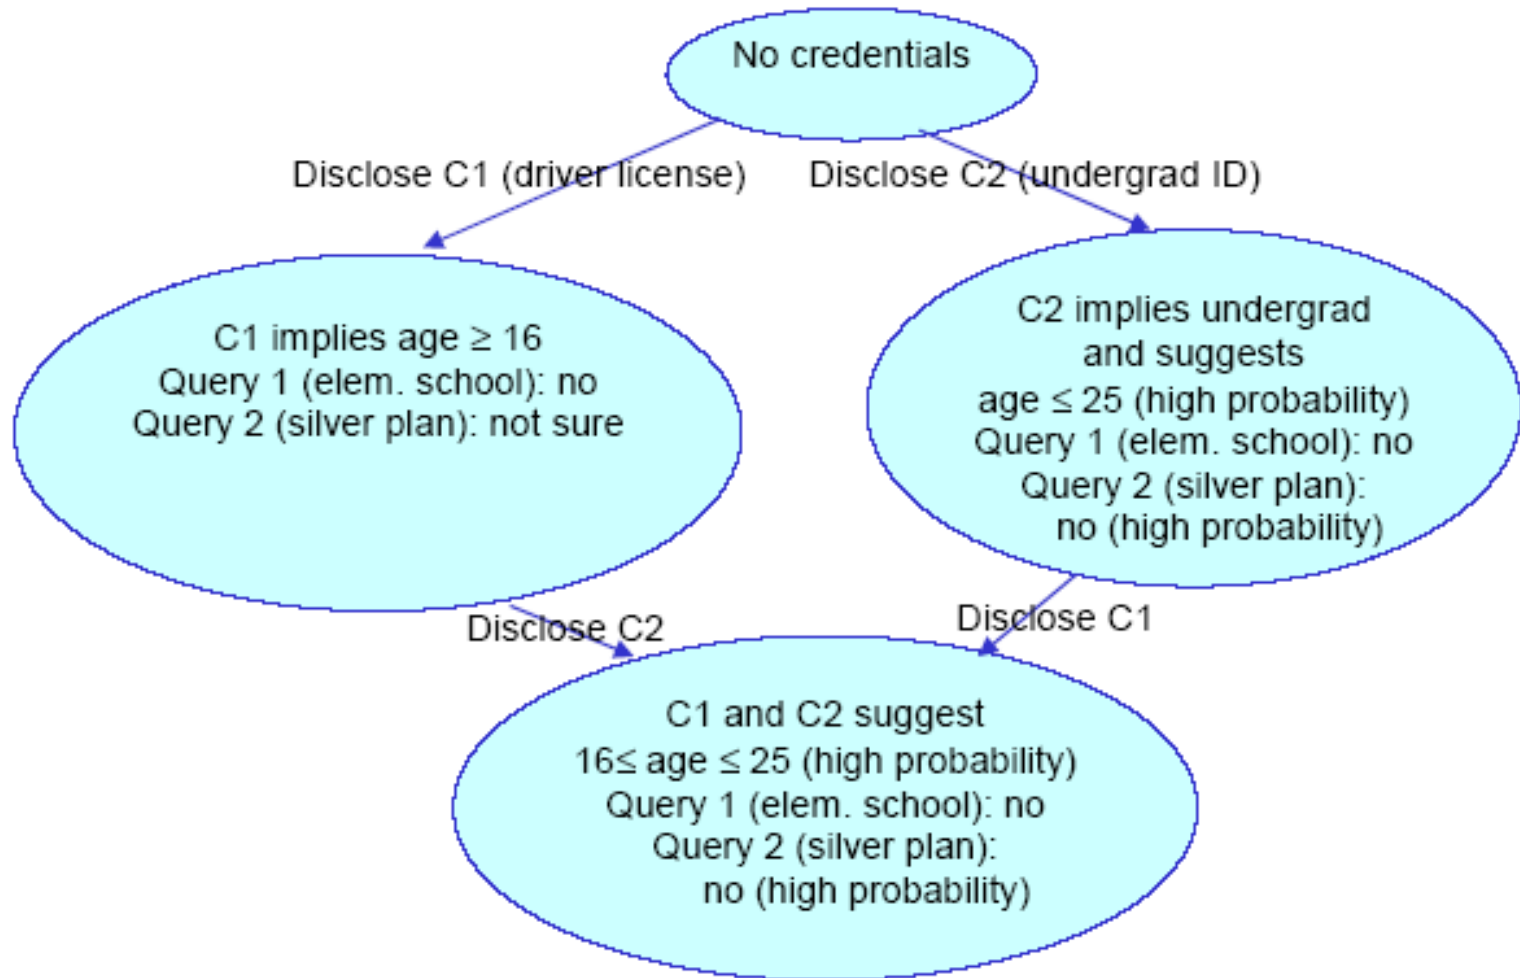 No credentials
Disclose C1 (driver license)
Disclose C2 (undergrad ID)
C1 implies age ≥ 16
Query 1 (elem. school): no
Query 2 (silver plan): not sure
C2 implies undergrad
and suggests
age ≤ 25 (high probability)
Query 1 (elem. school): no
Query 2 (silver plan):
no (high probability)
Disclose C2
Disclose C1
C1 and C2 suggest
16≤ age ≤ 25 (high probability)
Query 1 (elem. school): no
Query 2 (silver plan):
no (high probability)